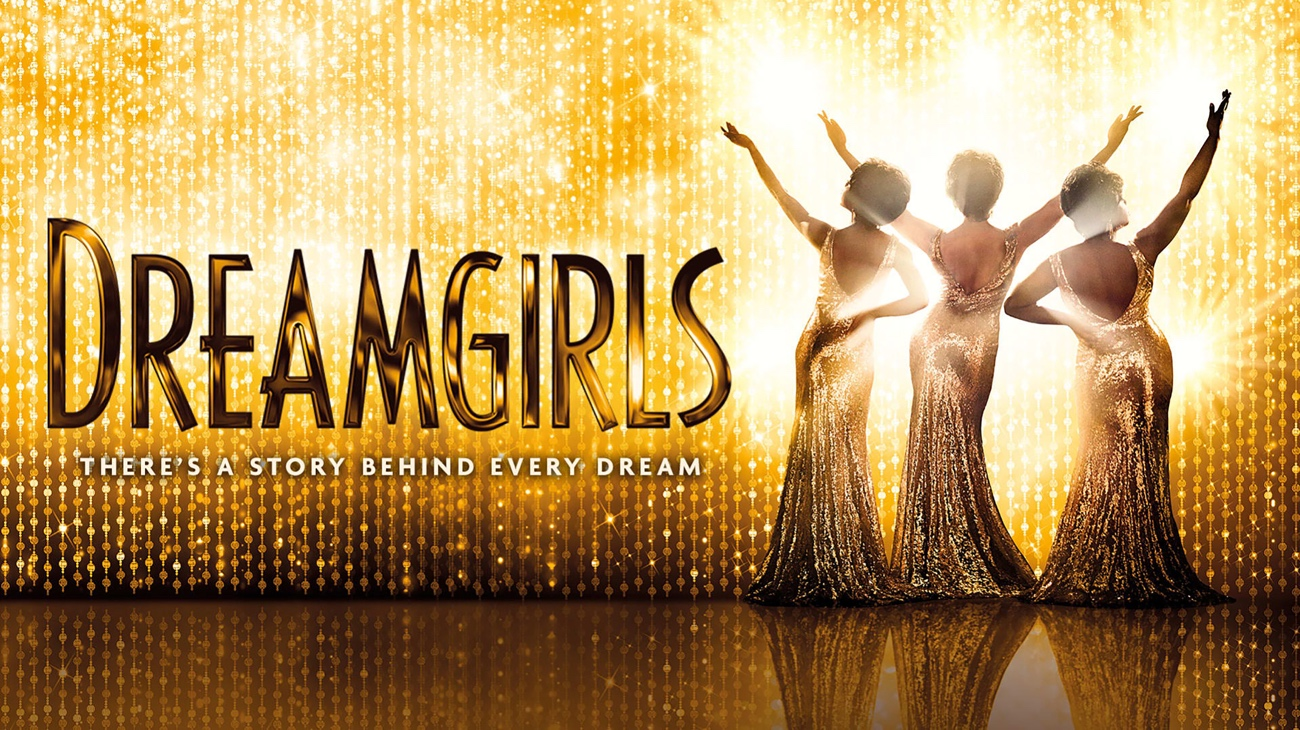 DREAMGIRLS
THERE'S A STORY BEHIND EVERY DREAM